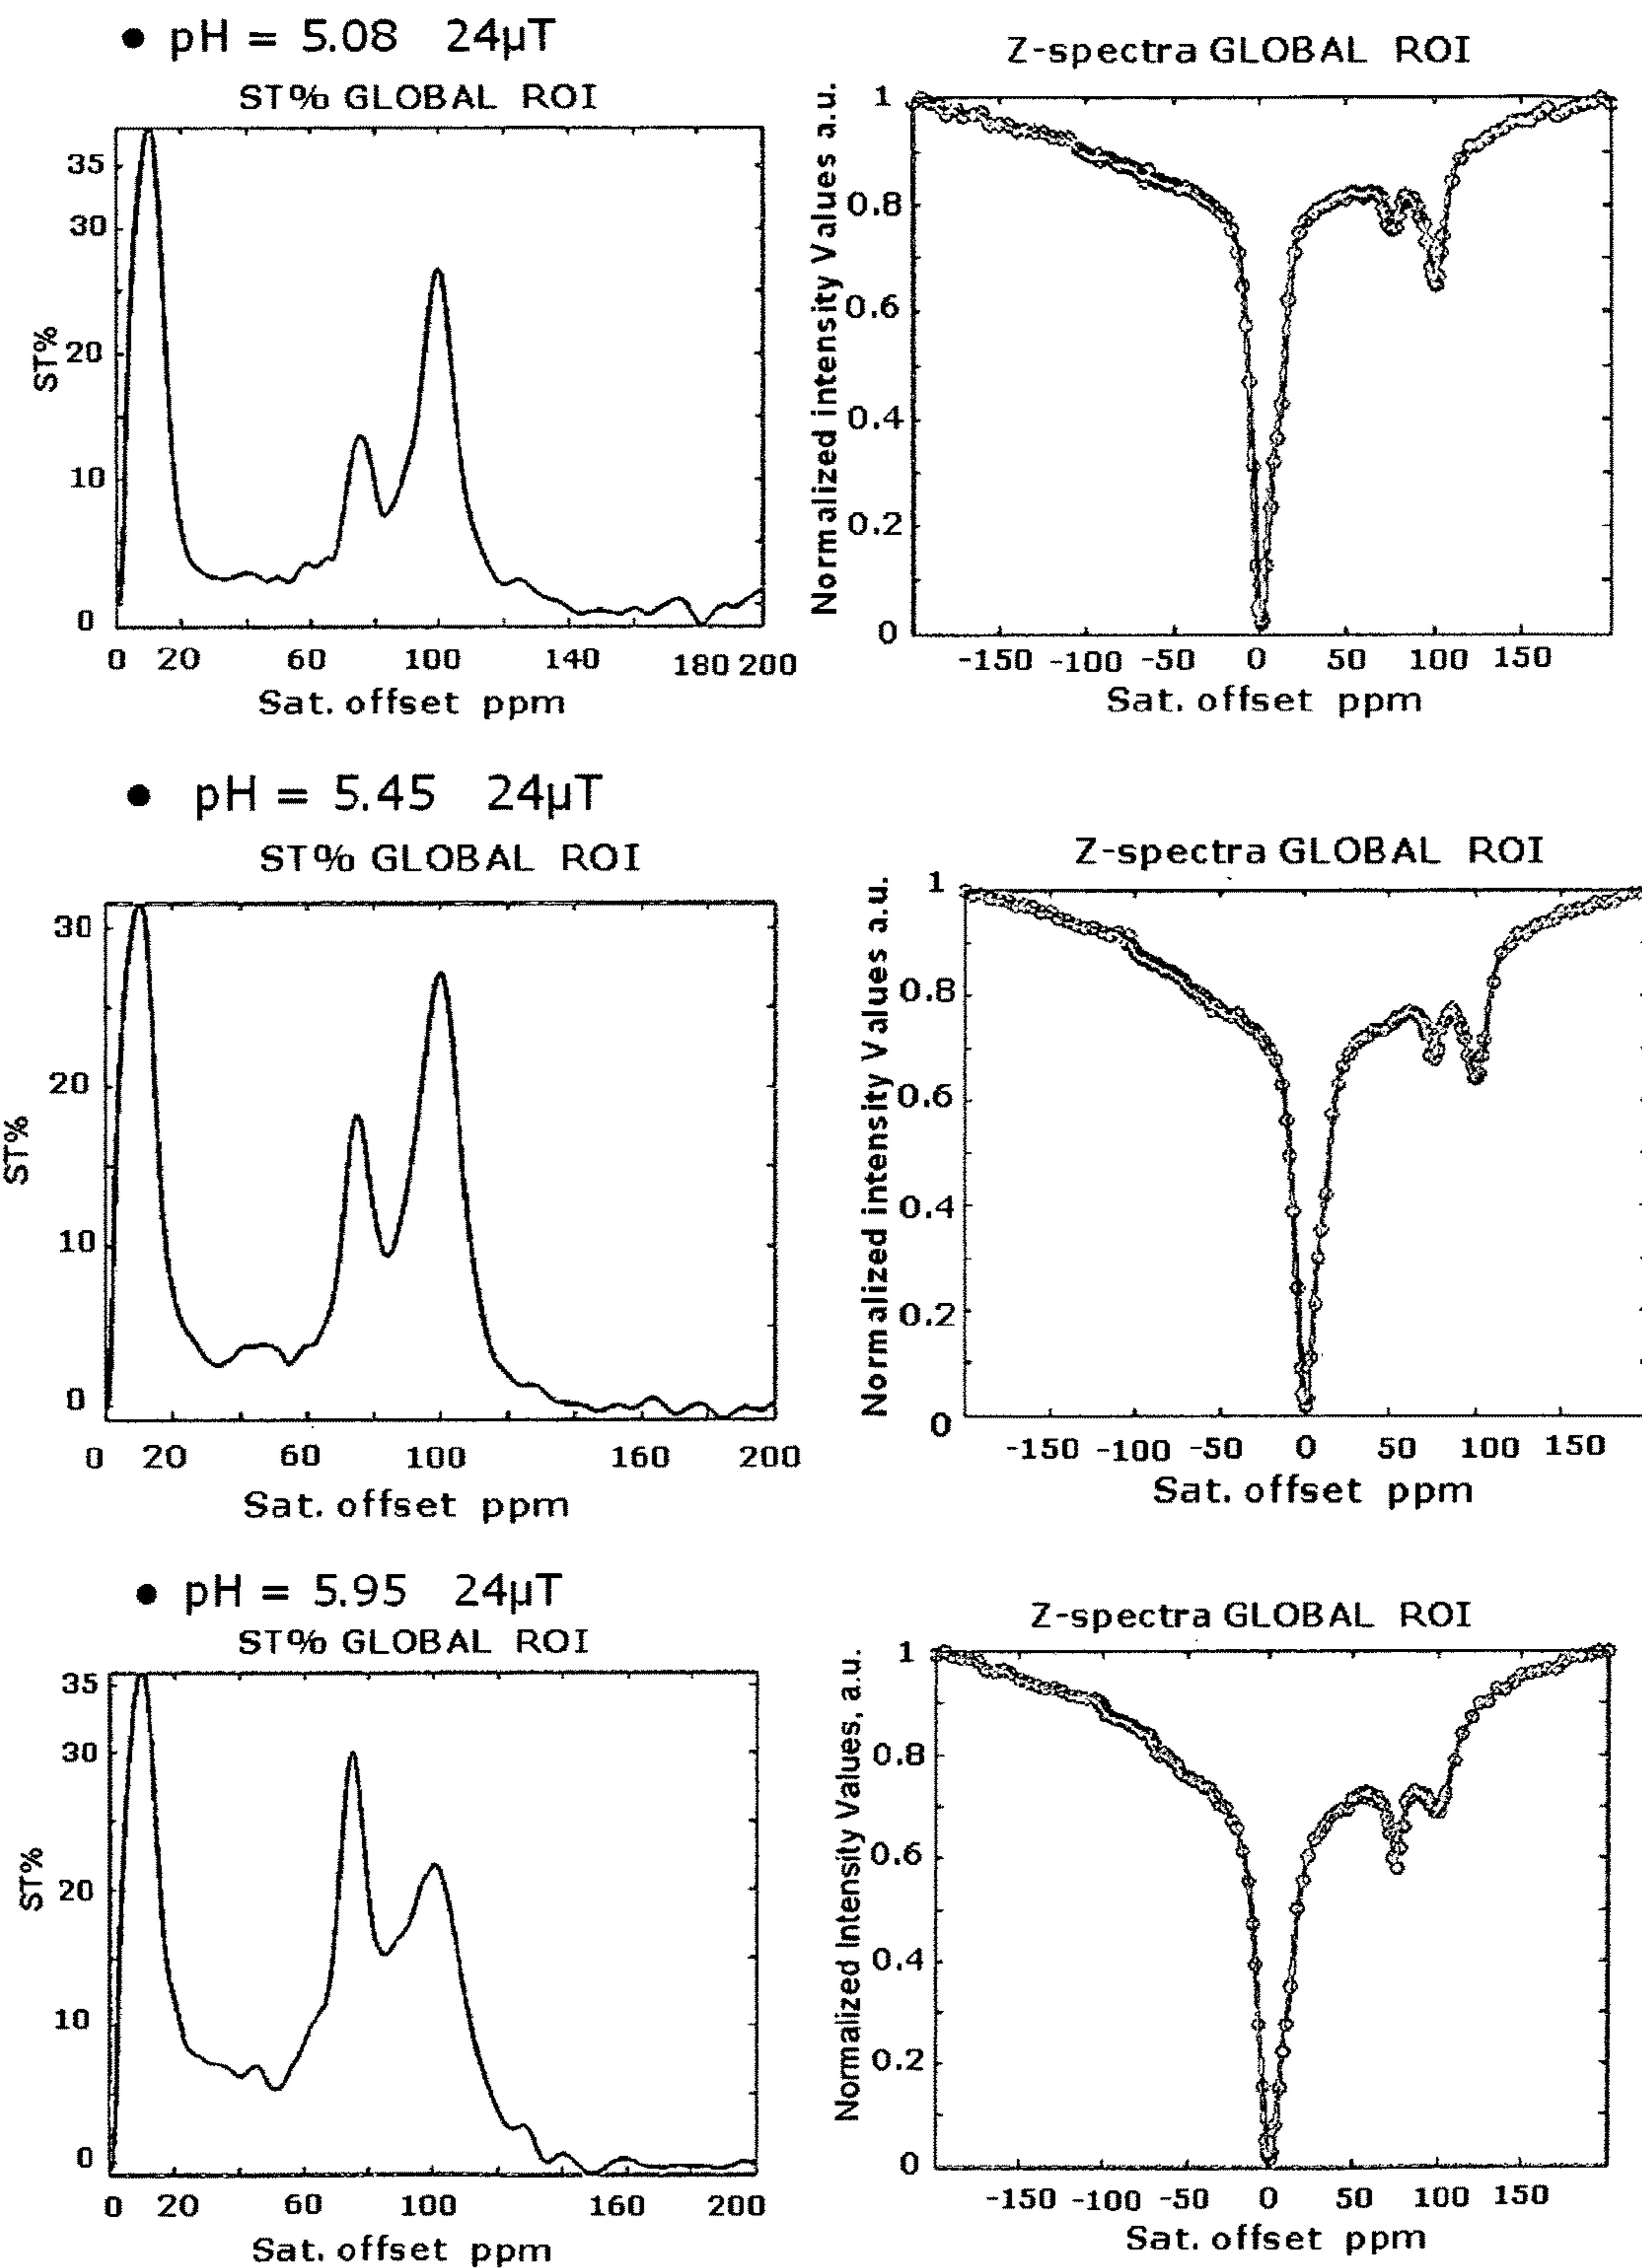 • pH = 5.08 24µT
ST% GLOBAL ROI
35
30
20
10
0
ST%
0 20 60 100 140 180 200
Sat. offset ppm
Z-spectra GLOBAL ROI
1
0.8
0.6
0.4
0.2
0
Normalized intensity Values a.u.
-150 -100 -50 0 50 100 150
Sat. offset ppm
• pH = 5.45 24µT
ST% GLOBAL ROI
30
20
10
0
ST%
0 20 60 100 160 200
Sat. offset ppm
Z-spectra GLOBAL ROI
1
0.8
0.6
0.4
0.2
0
Normalized intensity Values a.u.
-150 -100 -50 0 50 100 150
Sat. offset ppm
• pH = 5.95 24µT
ST% GLOBAL ROI
35
30
20
10
0
ST%
0 20 60 100 160 200
Sat. offset ppm
Z-spectra GLOBAL ROI
1
0.8
0.6
0.4
0.2
0
Normalized Intensity Values, a.u.
-150 -100 -50 0 50 100 150
Sat. offset ppm